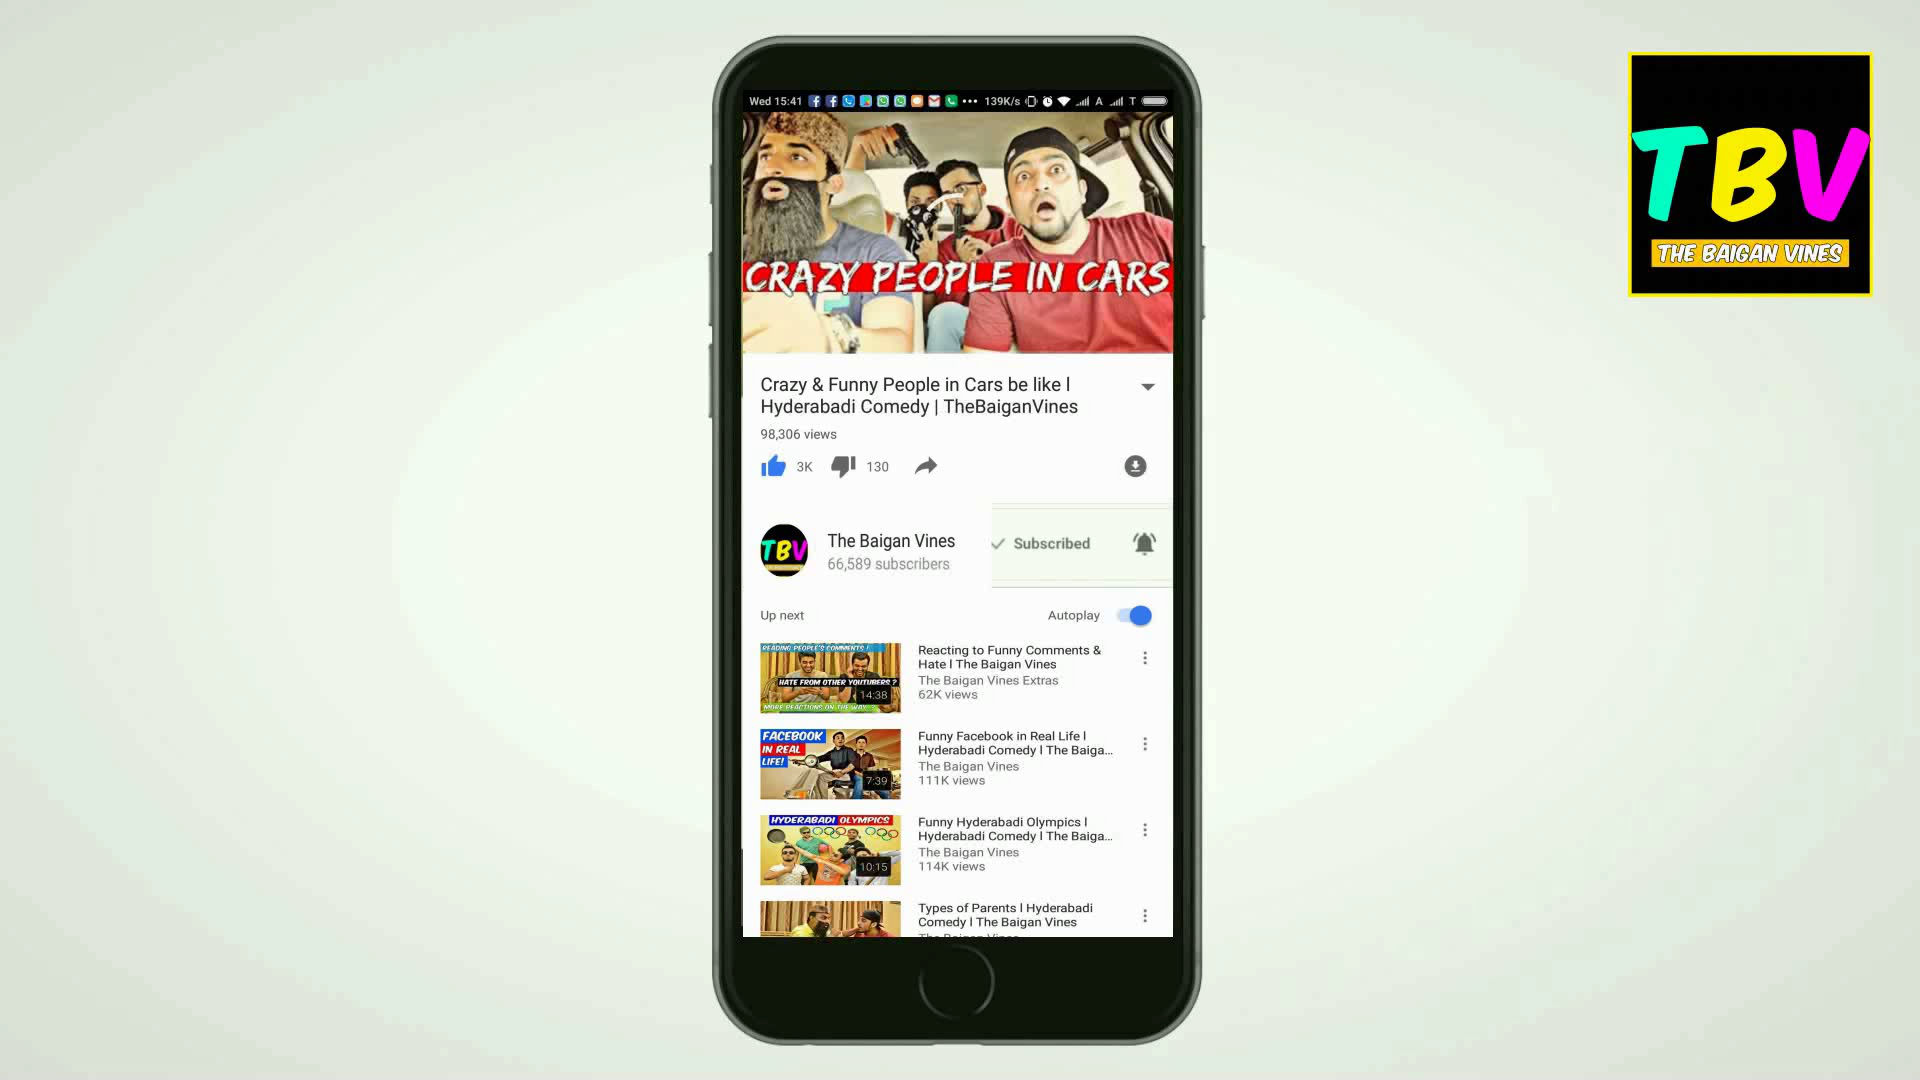 Wed 15:41
139K/s
A
T
CRAZY PEOPLE IN CARS
Crazy & Funny People in Cars be like l
Hyderabadi Comedy | TheBaiganVines
98,306 views
3K
130
TBV
The Baigan Vines
66,589 subscribers
Subscribed
Up next
Autoplay
READING PEOPLE'S COMMENTS !
HATE FROM OTHER YOUTUBERS ?
14:38
MORE REACTIONS ON THE WAY
Reacting to Funny Comments &
Hate l The Baigan Vines
The Baigan Vines Extras
62K views
FACEBOOK
IN REAL
LIFE!
7:39
Funny Facebook in Real Life l
Hyderabadi Comedy l The Baiga...
The Baigan Vines
111K views
HYDERABADI OLYMPICS
10:15
Funny Hyderabadi Olympics l
Hyderabadi Comedy l The Baiga...
The Baigan Vines
114K views
Types of Parents l Hyderabadi
Comedy l The Baigan Vines
TBV
THE BAIGAN VINES